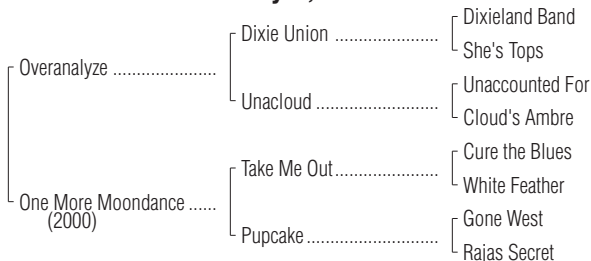 Dixieland Band
Dixie Union ....................
She's Tops
Overanalyze ....................
Unaccounted For
Unacloud ........................
Cloud's Ambre
Cure the Blues
Take Me Out....................
White Feather
One More Moondance ......
(2000)
Gone West
Pupcake..........................
Rajas Secret